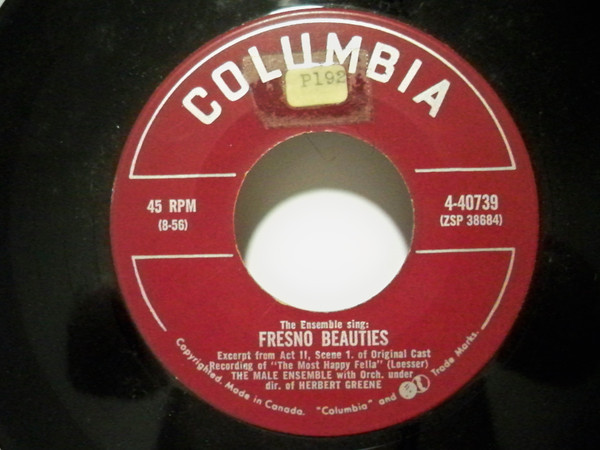 COLUMBIA
P192
45 RPM
(8-56)
4-40739
(ZSP 38684)
The Ensemble sing:
FRESNO BEAUTIES
Excerpt from Act II, Scene 1. of Original Cast
Recording of "The Most Happy Fella" (Loesser)
THE MALE ENSEMBLE with Orch. under
dir. of HERBERT GREENE
Copyrighted. Made in Canada. "Columbia" and Trade Marks.